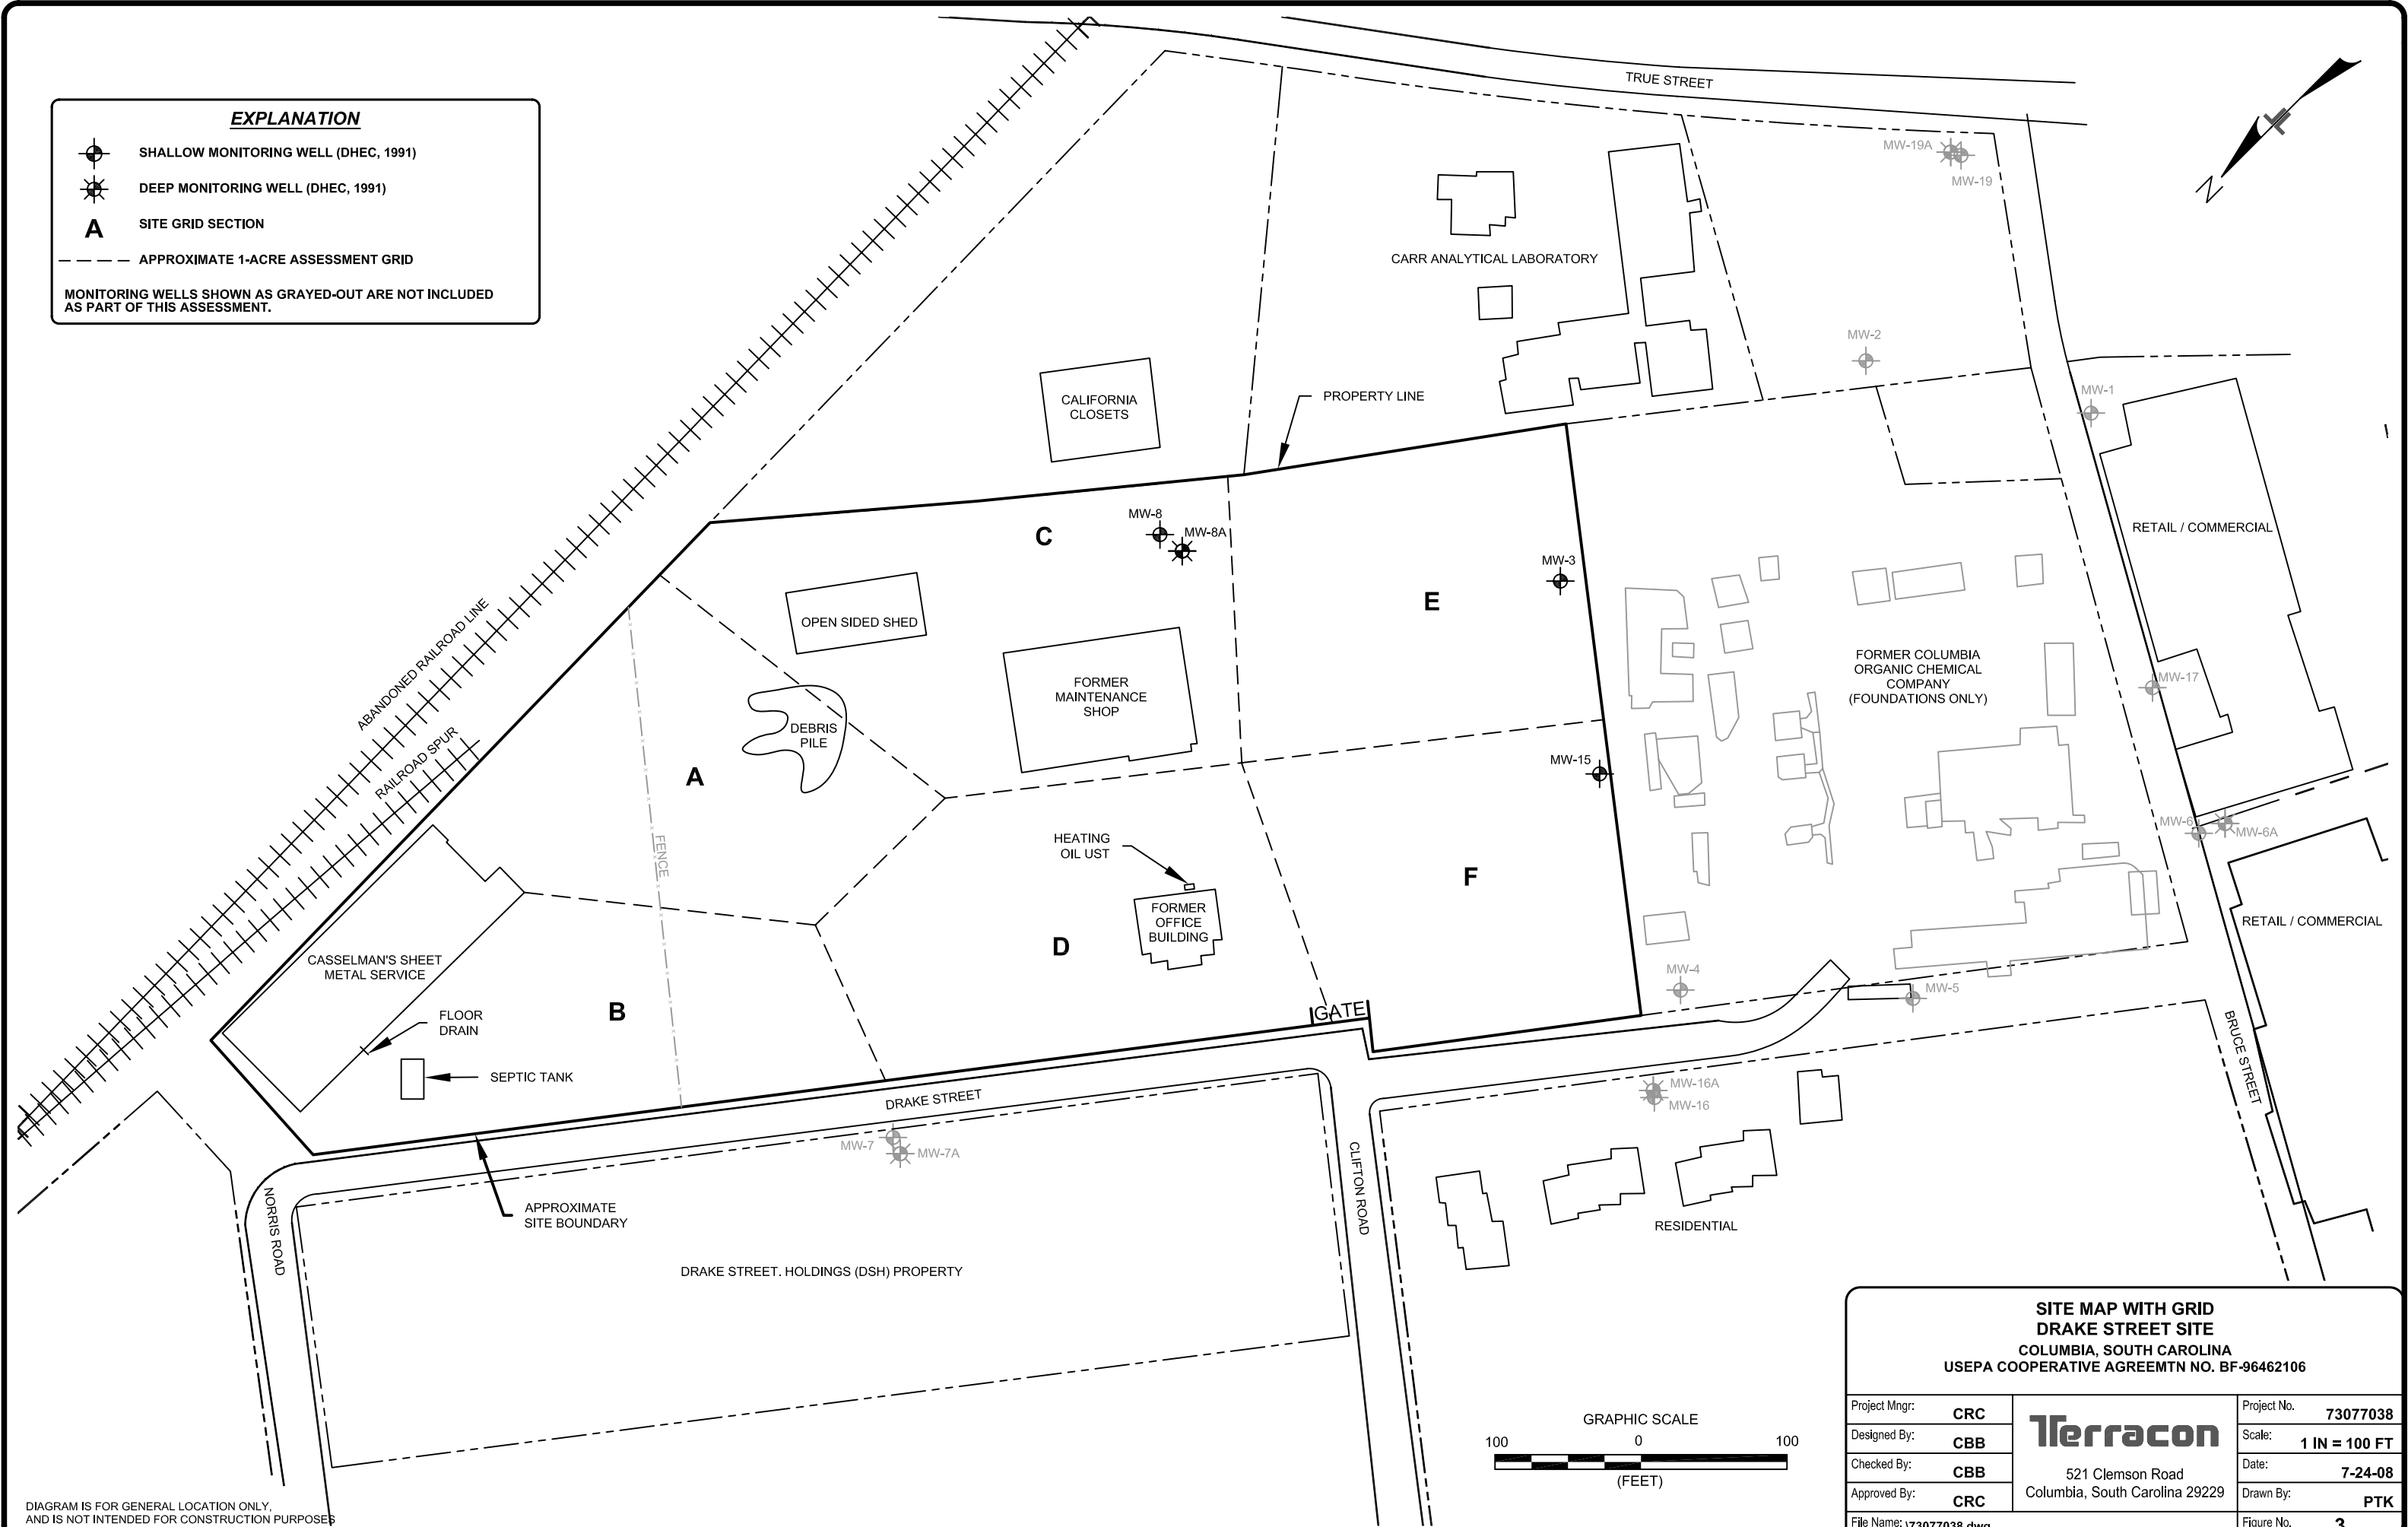 EXPLANATION
SHALLOW MONITORING WELL (DHEC, 1991)
DEEP MONITORING WELL (DHEC, 1991)
A
SITE GRID SECTION
APPROXIMATE 1-ACRE ASSESSMENT GRID
MONITORING WELLS SHOWN AS GRAYED-OUT ARE NOT INCLUDED
AS PART OF THIS ASSESSMENT.
TRUE STREET
N
MW-19A
MW-19
CARR ANALYTICAL LABORATORY
MW-2
MW-1
CALIFORNIA
CLOSETS
PROPERTY LINE
RETAIL / COMMERCIAL
C
MW-8
MW-8A
MW-3
E
OPEN SIDED SHED
ABANDONED RAILROAD LINE
RAILROAD SPUR
FORMER
MAINTENANCE
SHOP
FORMER COLUMBIA
ORGANIC CHEMICAL
COMPANY
(FOUNDATIONS ONLY)
MW-17
DEBRIS
PILE
A
MW-15
FENCE
HEATING
OIL UST
MW-6
MW-6A
F
FORMER
OFFICE
BUILDING
RETAIL / COMMERCIAL
D
CASSELMAN'S SHEET
METAL SERVICE
MW-4
MW-5
B
FLOOR
DRAIN
GATE
BRUCE STREET
SEPTIC TANK
DRAKE STREET
MW-16A
MW-16
MW-7
MW-7A
CLIFTON ROAD
NORRIS ROAD
APPROXIMATE
SITE BOUNDARY
RESIDENTIAL
DRAKE STREET. HOLDINGS (DSH) PROPERTY
GRAPHIC SCALE
100 0 100
(FEET)
SITE MAP WITH GRID
DRAKE STREET SITE
COLUMBIA, SOUTH CAROLINA
USEPA COOPERATIVE AGREEMTN NO. BF-96462106
Project Mngr: CRC
Designed By: CBB
Checked By: CBB
Approved By: CRC
File Name: \73077038.dwg
Terracon
521 Clemson Road
Columbia, South Carolina 29229
Project No. 73077038
Scale: 1 IN = 100 FT
Date: 7-24-08
Drawn By: PTK
Figure No. 3
DIAGRAM IS FOR GENERAL LOCATION ONLY,
AND IS NOT INTENDED FOR CONSTRUCTION PURPOSES